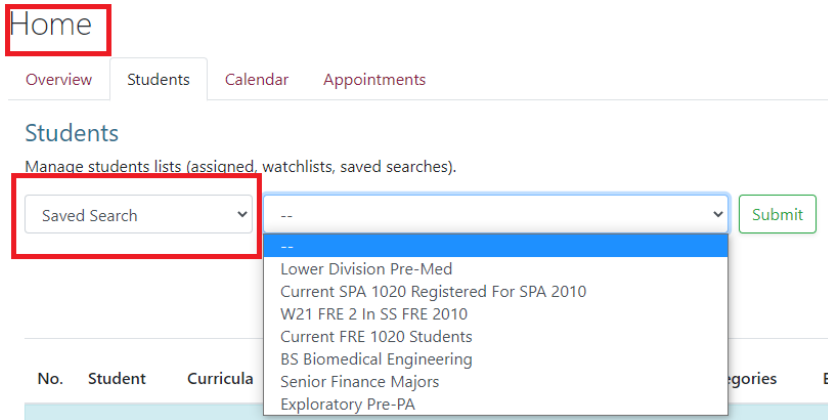 Home
Overview Students Calendar Appointments
Students
Manage students lists (assigned, watchlists, saved searches).
Saved Search -- Submit
--
Lower Division Pre-Med
Current SPA 1020 Registered For SPA 2010
W21 FRE 2 In SS FRE 2010
Current FRE 1020 Students
BS Biomedical Engineering
Senior Finance Majors
Exploratory Pre-PA
No. Student Curricula egories